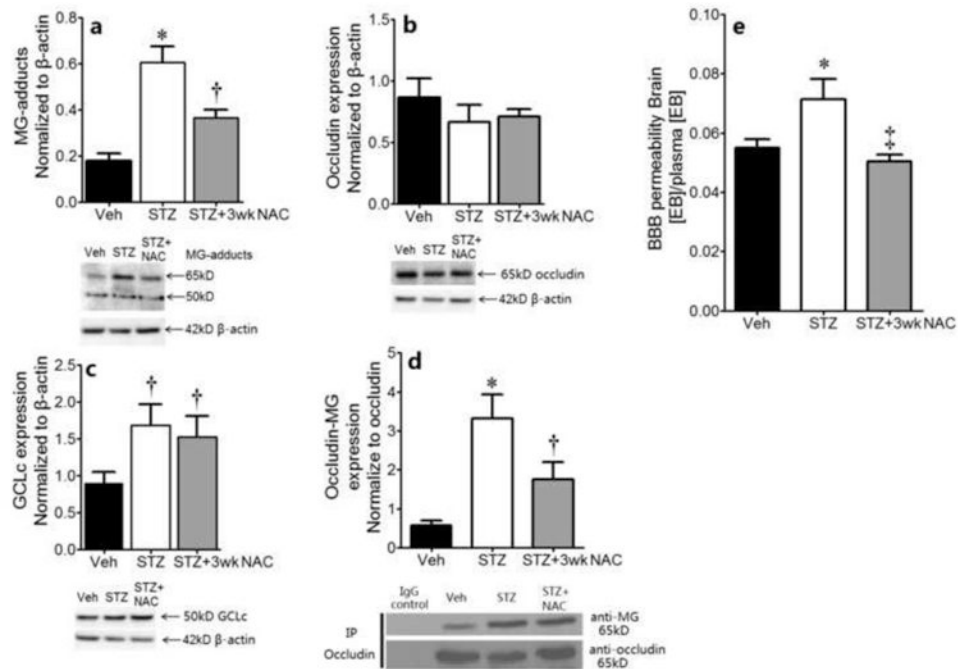 a
MG-adducts
Nomalized to β-actin
0.8
0.6
0.4
0.2
0.0
*
†
Veh STZ STZ+3wk NAC
Veh STZ STZ+
NAC
MG-adducts
←65kD
←50kD
←42kD β-actin
b
Occludin expression
Normalized to β-actin
1.5
1.0
0.5
0.0
Veh STZ STZ+3wk NAC
Veh STZ STZ+
NAC
← 65kD occludin
← 42kD β-actin
e
BBB permeability Brain
[EB]/plasma [EB]
0.10
0.08
0.06
0.04
0.02
0.00
*
‡
Veh STZ STZ+3wk NAC
c
GCLc expression
Normalized to β-actin
2.5
2.0
1.5
1.0
0.5
0.0
† †
Veh STZ STZ+3wk NAC
Veh STZ STZ+
NAC
←50kD GCLc
←42kD β-actin
d
Occludin-MG
expression
Normalize to occludin
5
4
3
2
1
0
*
†
Veh STZ STZ+3wk NAC
IgG
control
Veh STZ STZ+
NAC
IP
Occludin
anti-MG
65kD
anti-occludin
65kD